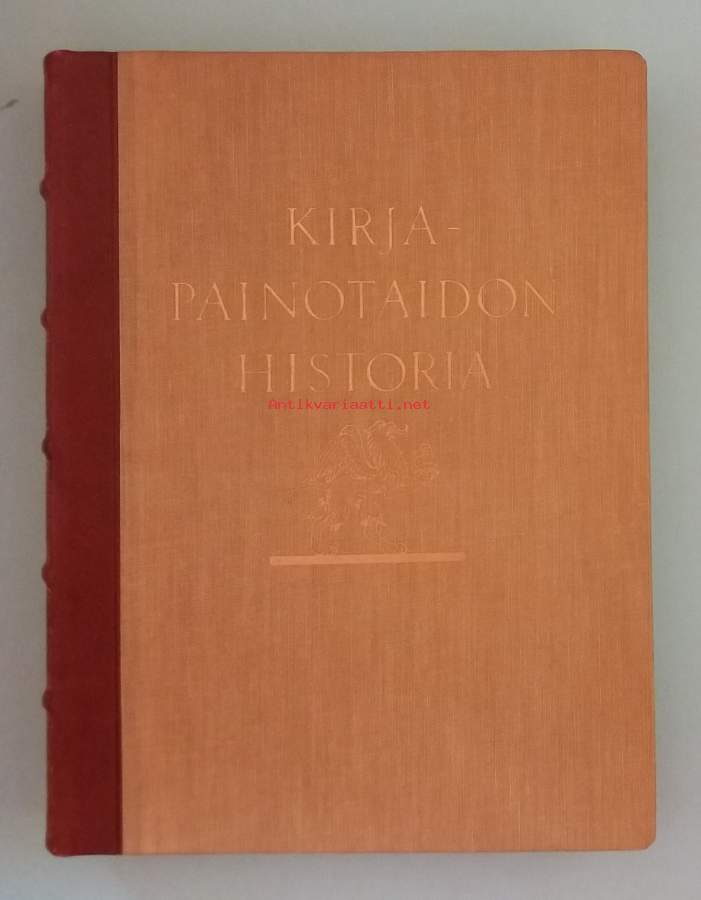 KIRJA-
PAINOTAIDON
HISTORIA
Antikvariaatti.net